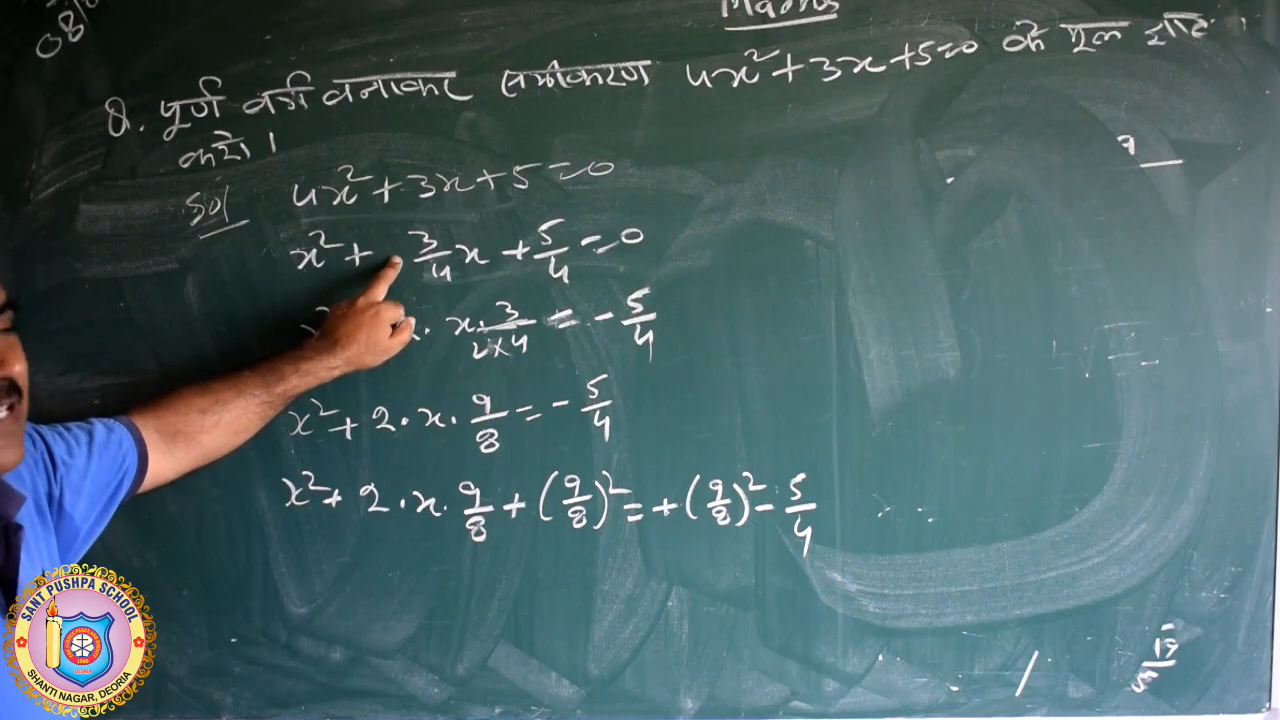 08/
Maths
Q. पूर्ण वर्ग बनाकर समीकरण 4x² + 3x + 5 = 0 के मूल ज्ञात
करो।
Sol 4x² + 3x + 5 = 0
x² + 3/4 x + 5/4 = 0
x · 3/2×4 = - 5/4
x² + 2 · x · 9/8 = - 5/4
x² + 2 · x · 9/8 + (9/8)² = + (9/8)² - 5/4
SANT PUSHPA SCHOOL
SHANTI NAGAR, DEORIA